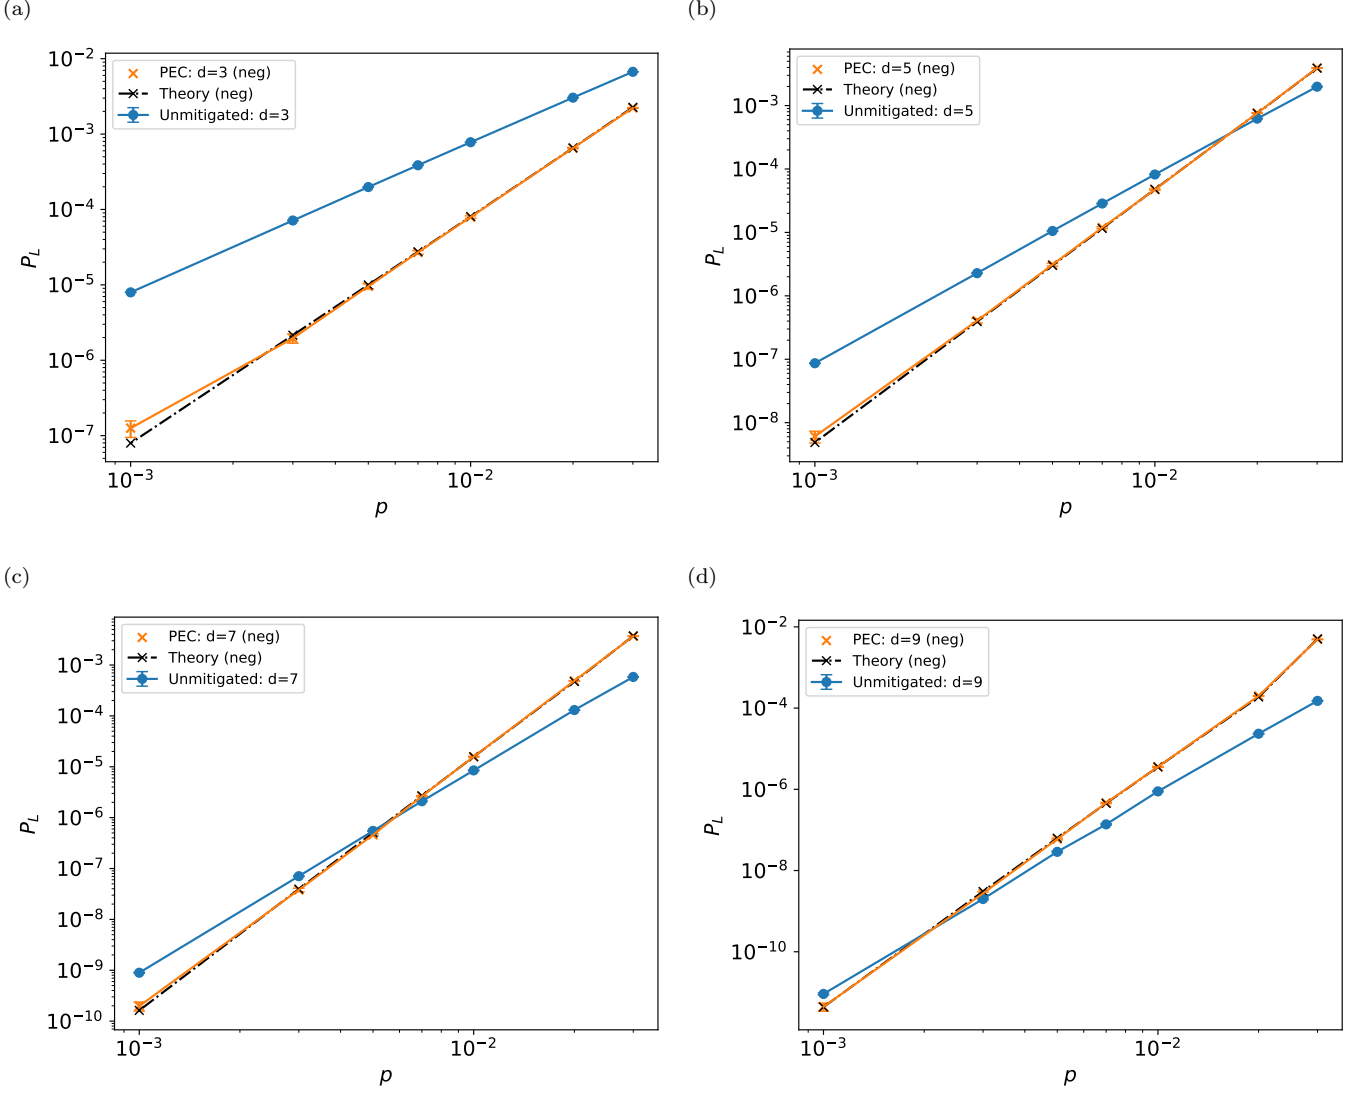 (a)
10⁻²
10⁻³
10⁻⁴
10⁻⁵
10⁻⁶
10⁻⁷
P_L
PEC: d=3 (neg)
Theory (neg)
Unmitigated: d=3
10⁻³
10⁻²
p
(b)
10⁻³
10⁻⁴
10⁻⁵
10⁻⁶
10⁻⁷
10⁻⁸
P_L
PEC: d=5 (neg)
Theory (neg)
Unmitigated: d=5
10⁻³
10⁻²
p
(c)
10⁻³
10⁻⁴
10⁻⁵
10⁻⁶
10⁻⁷
10⁻⁸
10⁻⁹
10⁻¹⁰
P_L
PEC: d=7 (neg)
Theory (neg)
Unmitigated: d=7
10⁻³
10⁻²
p
(d)
10⁻²
10⁻⁴
10⁻⁶
10⁻⁸
10⁻¹⁰
P_L
PEC: d=9 (neg)
Theory (neg)
Unmitigated: d=9
10⁻³
10⁻²
p